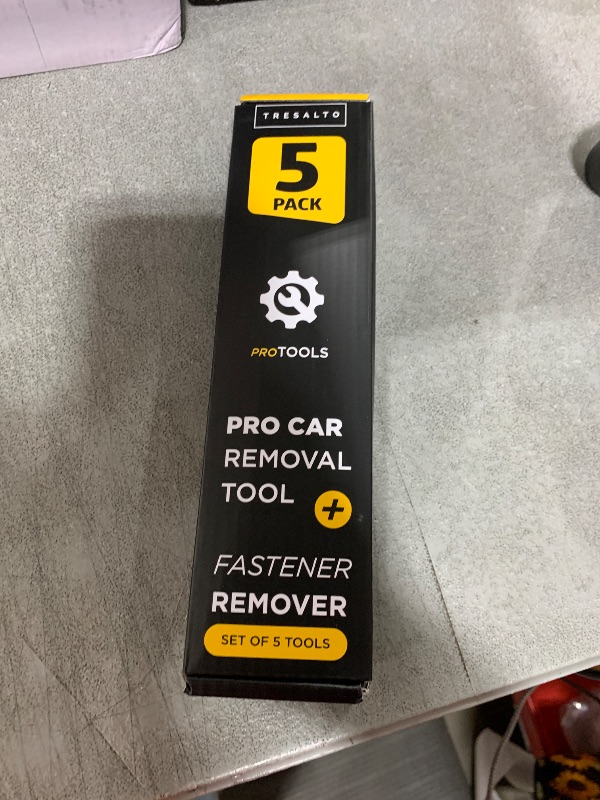 TRESALTO
5
PACK
PROTOOLS
PRO CAR
REMOVAL
TOOL +
FASTENER
REMOVER
SET OF 5 TOOLS